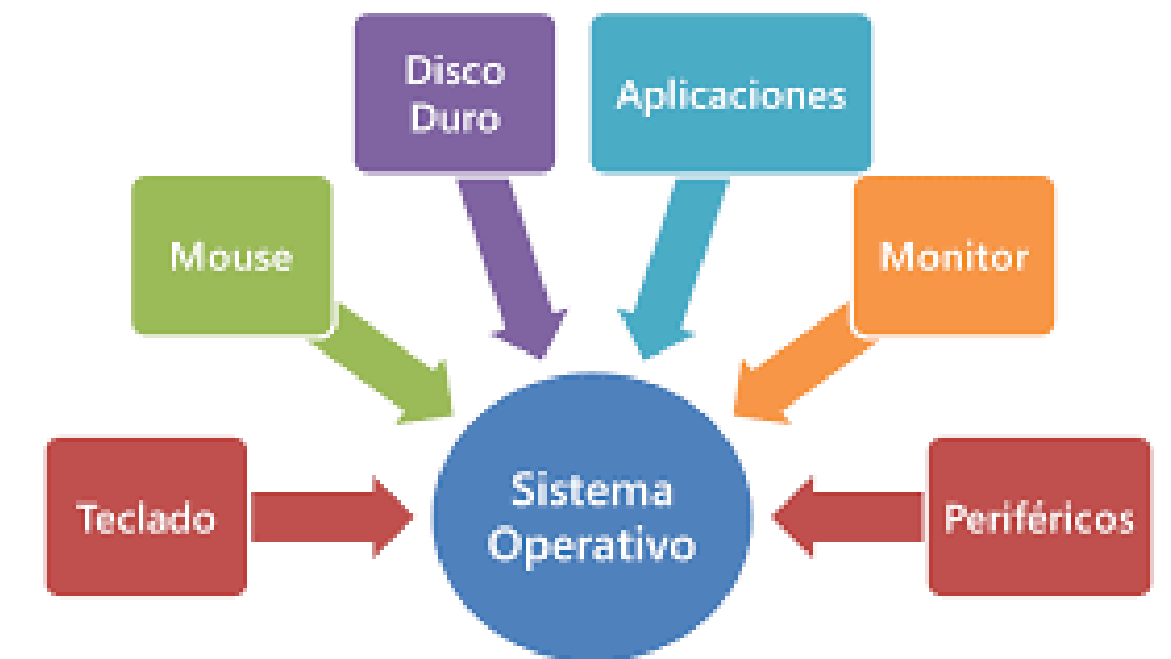 Disco
Duro
Aplicaciones
Mouse
Monitor
Teclado
Sistema
Operativo
Periféricos